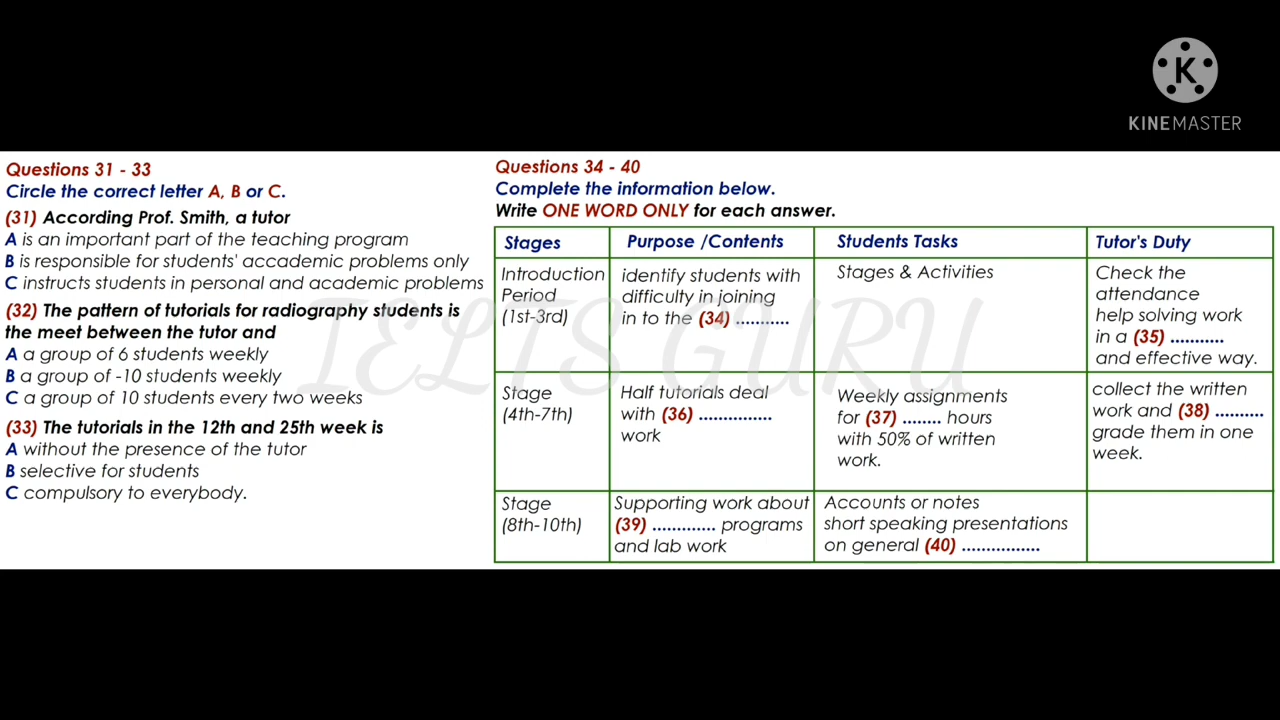 K
KINEMASTER
Questions 31 - 33
Circle the correct letter A, B or C.
(31) According Prof. Smith, a tutor
A is an important part of the teaching program
B is responsible for students' accademic problems only
C instructs students in personal and academic problems
(32) The pattern of tutorials for radiography students is
the meet between the tutor and
A a group of 6 students weekly
B a group of -10 students weekly
C a group of 10 students every two weeks
(33) The tutorials in the 12th and 25th week is
A without the presence of the tutor
B selective for students
C compulsory to everybody.
Questions 34 - 40
Complete the information below.
Write ONE WORD ONLY for each answer.
Stages
Purpose /Contents
Students Tasks
Tutor's Duty
Introduction
Period
(1st-3rd)
identify students with
difficulty in joining
in to the (34) ...........
Stages & Activities
Check the
attendance
help solving work
in a (35) ...........
and effective way.
Stage
(4th-7th)
Half tutorials deal
with (36) ...............
work
Weekly assignments
for (37) ........ hours
with 50% of written
work.
collect the written
work and (38) ..........
grade them in one
week.
Stage
(8th-10th)
Supporting work about
(39) ............. programs
and lab work
Accounts or notes
short speaking presentations
on general (40) ................
IELTS GURU